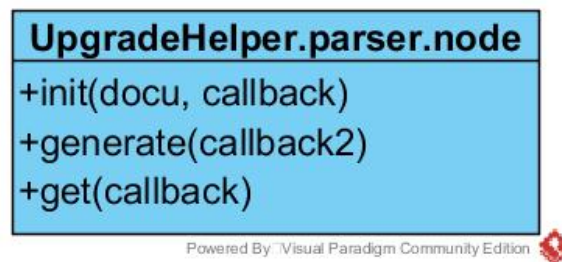 UpgradeHelper.parser.node
+init(docu, callback)
+generate(callback2)
+get(callback)
Powered By Visual Paradigm Community Edition